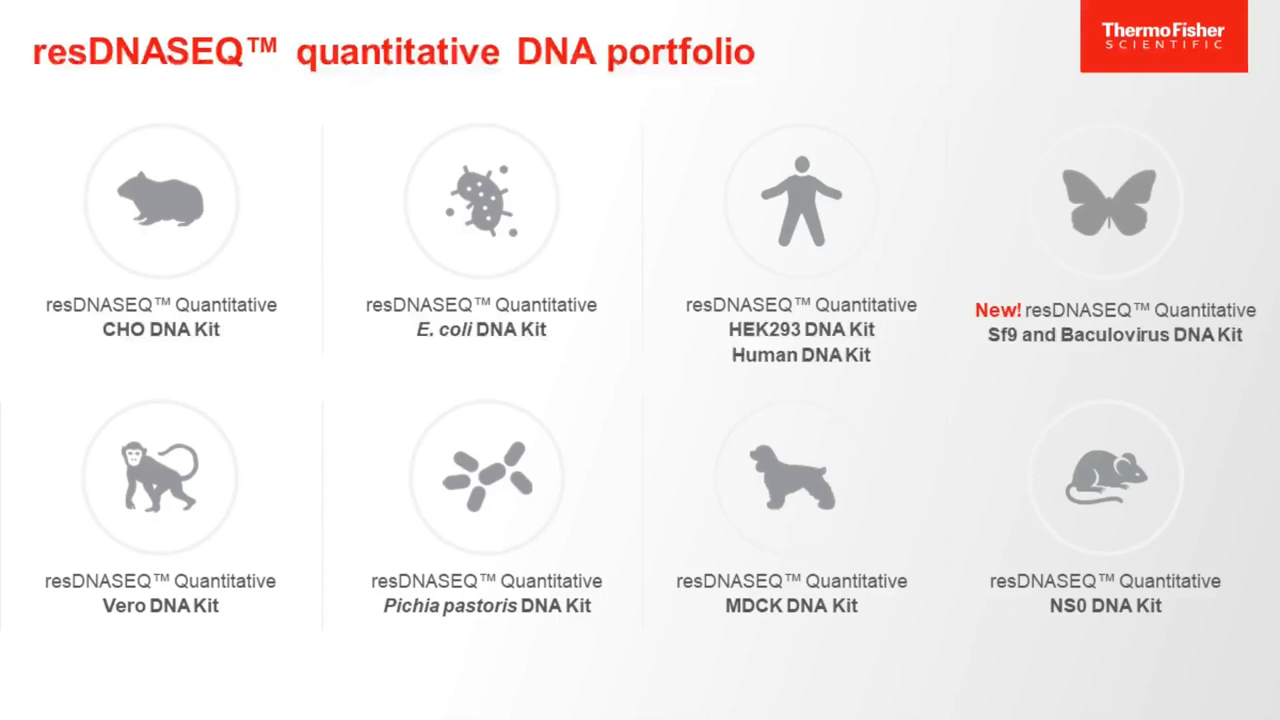 resDNASEQ™ quantitative DNA portfolio
ThermoFisher
SCIENTIFIC
resDNASEQ™ Quantitative
CHO DNA Kit
resDNASEQ™ Quantitative
E. coli DNA Kit
resDNASEQ™ Quantitative
HEK293 DNA Kit
Human DNA Kit
New! resDNASEQ™ Quantitative
Sf9 and Baculovirus DNA Kit
resDNASEQ™ Quantitative
Vero DNA Kit
resDNASEQ™ Quantitative
Pichia pastoris DNA Kit
resDNASEQ™ Quantitative
MDCK DNA Kit
resDNASEQ™ Quantitative
NS0 DNA Kit